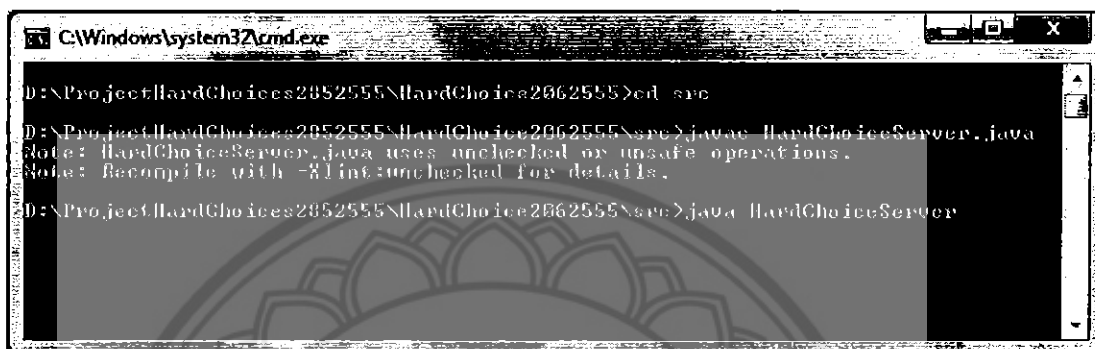 C:\Windows\system32\cmd.exe
D:\ProjectHardChoices2852555\HardChoice2062555>cd src
D:\ProjectHardChoices2852555\HardChoice2062555\src>javac HardChoiceServer.java
Note: HardChoiceServer.java uses unchecked or unsafe operations.
Note: Recompile with -Xlint:unchecked for details.
D:\ProjectHardChoices2852555\HardChoice2062555\src>java HardChoiceServer